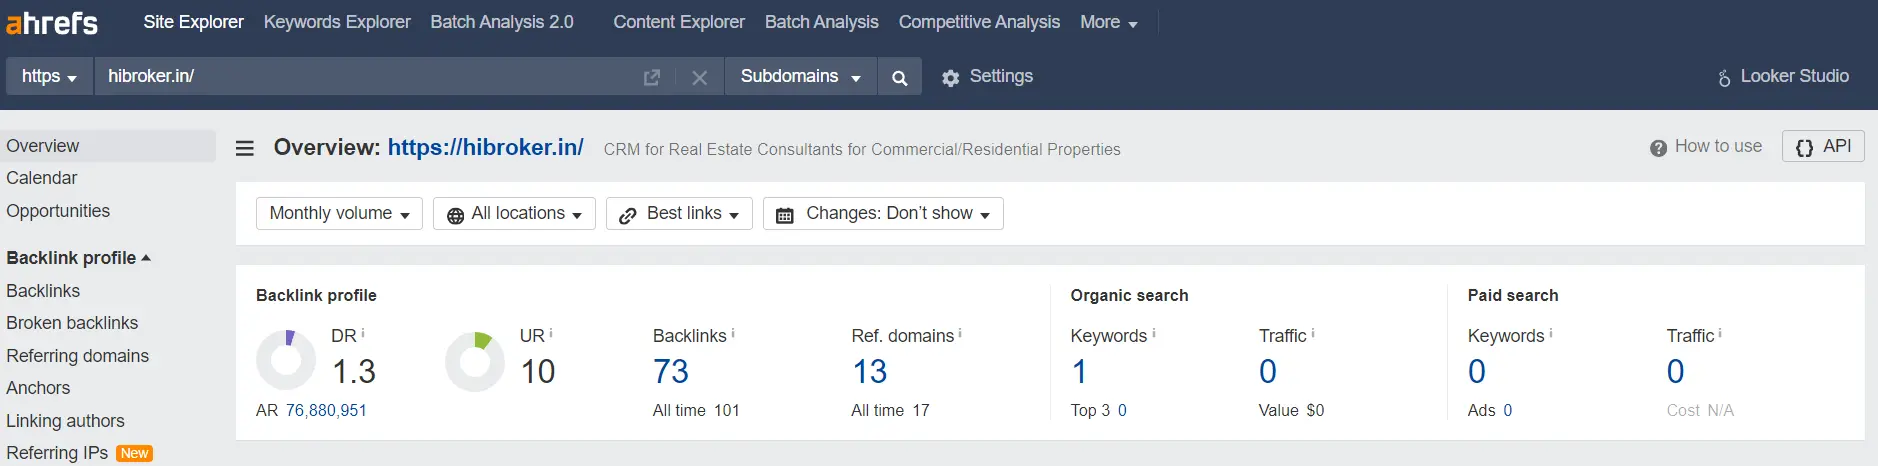 ahrefs Site Explorer Keywords Explorer Batch Analysis 2.0 Content Explorer Batch Analysis Competitive Analysis More
https hibroker.in/ Subdomains Settings Looker Studio
Overview
Calendar
Opportunities
Backlink profile
Backlinks
Broken backlinks
Referring domains
Anchors
Linking authors
Referring IPs New
Overview: https://hibroker.in/ CRM for Real Estate Consultants for Commercial/Residential Properties How to use API
Monthly volume All locations Best links Changes: Don’t show
Backlink profile
DR UR Backlinks Ref. domains
1.3 10 73 13
AR 76,880,951 All time 101 All time 17
Organic search
Keywords Traffic
1 0
Top 3 0 Value $0
Paid search
Keywords Traffic
0 0
Ads 0 Cost N/A